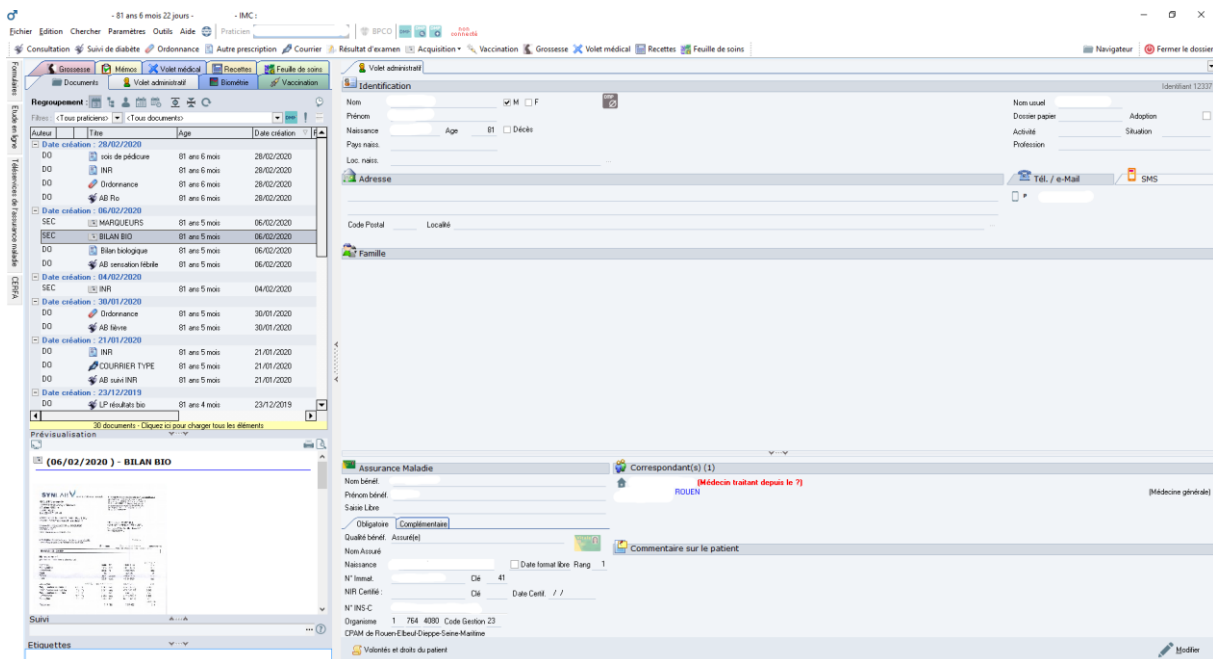 - 81 ans 6 mois 22 jours - - IMC :
Fichier Edition Chercher Paramètres Outils Aide Praticien BPCO non connecté
Consultation Suivi de diabète Ordonnance Autre prescription Courrier Résultat d'examen Acquisition Vaccination Grossesse Volet médical Recettes Feuille de soins Navigateur Fermer le dossier
Formulaires
Etude en ligne
Téléservices de l'assurance maladie
CERFA
Grossesse Mémos Volet médical Recettes Feuille de soins
Documents Volet administratif Biométrie Vaccination
Regroupement :
Filtres : <Tous praticiens> <Tous documents>
Auteur Titre Age Date création
Date création : 28/02/2020
DO sois de pédicure 81 ans 6 mois 28/02/2020
DO INR 81 ans 6 mois 28/02/2020
DO Ordonnance 81 ans 6 mois 28/02/2020
DO AB Ro 81 ans 6 mois 28/02/2020
Date création : 06/02/2020
SEC MARQUEURS 81 ans 5 mois 06/02/2020
SEC BILAN BIO 81 ans 5 mois 06/02/2020
DO Bilan biologique 81 ans 5 mois 06/02/2020
DO AB sensation fébrile 81 ans 5 mois 06/02/2020
Date création : 04/02/2020
SEC INR 81 ans 5 mois 04/02/2020
Date création : 30/01/2020
DO Ordonnance 81 ans 5 mois 30/01/2020
DO AB fièvre 81 ans 5 mois 30/01/2020
Date création : 21/01/2020
DO INR 81 ans 5 mois 21/01/2020
DO COURRIER TYPE 81 ans 5 mois 21/01/2020
DO AB suivi INR 81 ans 5 mois 21/01/2020
Date création : 23/12/2019
DO LP résultats bio 81 ans 4 mois 23/12/2019
30 documents - Cliquez ici pour charger tous les éléments
Prévisualisation
(06/02/2020 ) - BILAN BIO
SYNLAB
Suivi
Etiquettes
Volet administratif
Identification Identifiant 12337
Nom M F Nom usuel
Prénom Dossier papier Adoption
Naissance Age 81 Décès Activité Situation
Pays naiss. Profession
Loc. naiss.
Adresse Tél. / e-Mail SMS
P
Code Postal Localité
Famille
Assurance Maladie Correspondant(s) (1)
Nom bénéf. (Médecin traitant depuis le ?)
Prénom bénéf. ROUEN (Médecine générale)
Saisie Libre
Obligatoire Complémentaire
Qualité bénéf. Assuré(e)
Nom Assuré Commentaire sur le patient
Naissance Date format libre Rang 1
N° Immat. Clé 41
NIR Certifié : Clé Date Certif. / /
N° INS-C
Organisme 1 764 4080 Code Gestion 23
CPAM de Rouen-Elbeuf-Dieppe-Seine-Maritime
Volontés et droits du patient Modifier